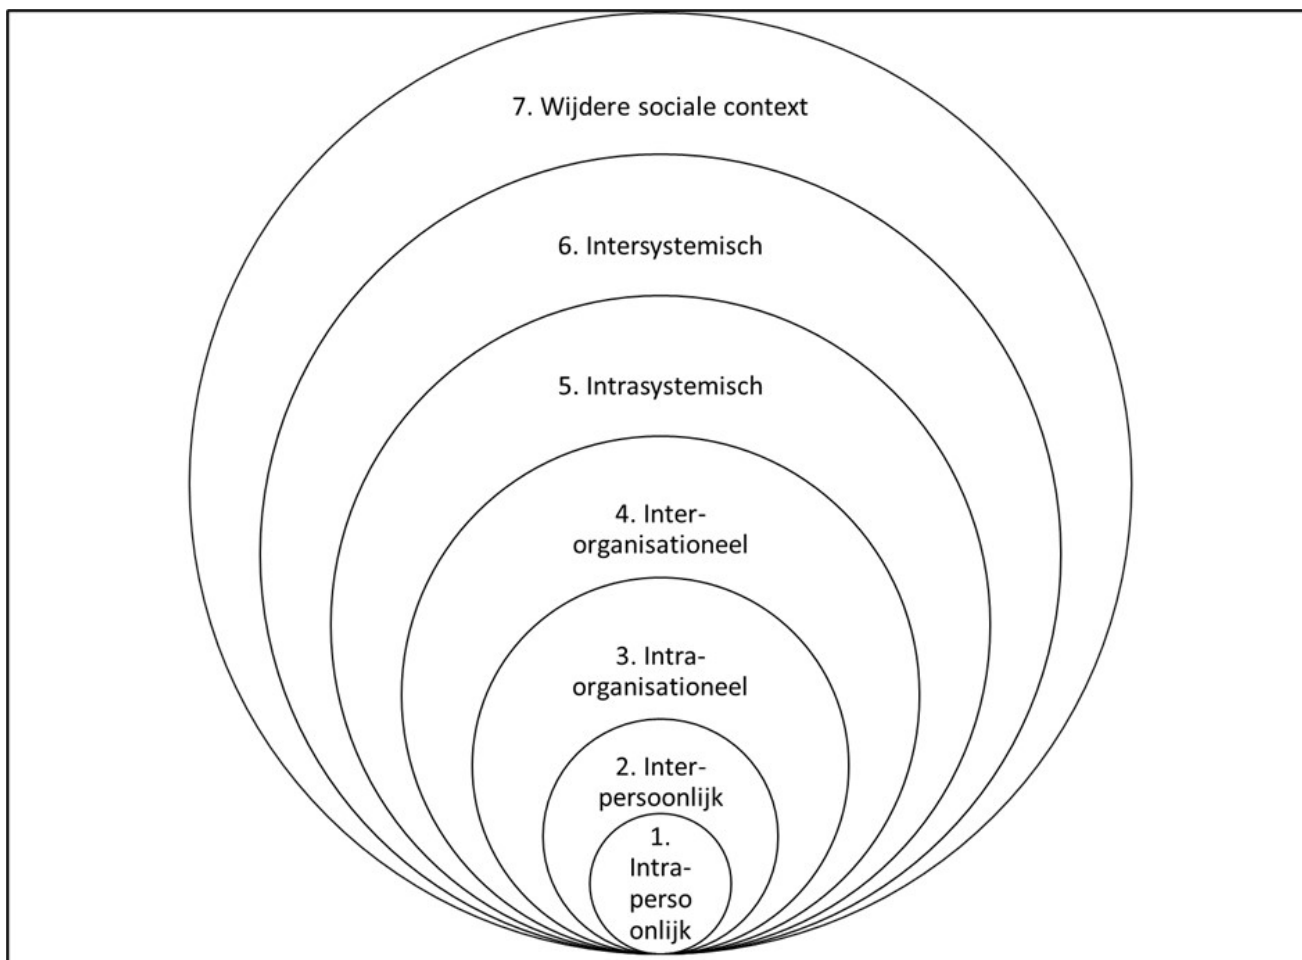 7. Wijdere sociale context
6. Intersystemisch
5. Intrasystemisch
4. Inter-
organisationeel
3. Intra-
organisationeel
2. Inter-
persoonlijk
1.
Intra-
perso
onlijk